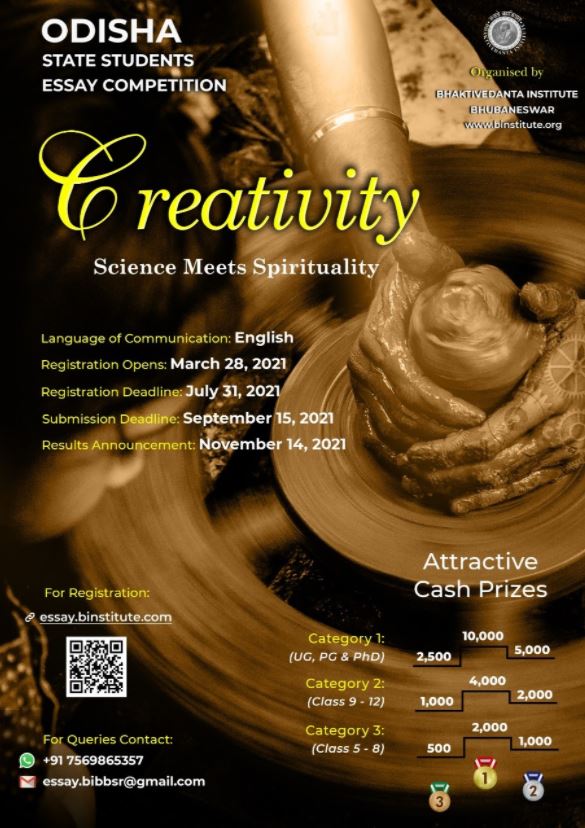 ODISHA
STATE STUDENTS
ESSAY COMPETITION
Organised by
BHAKTIVEDANTA INSTITUTE
BHUBANESWAR
www.binstitute.org
Creativity
Science Meets Spirituality
Language of Communication: English
Registration Opens: March 28, 2021
Registration Deadline: July 31, 2021
Submission Deadline: September 15, 2021
Results Announcement: November 14, 2021
Attractive
Cash Prizes
For Registration:
essay.binstitute.com
Category 1:
(UG, PG & PhD)
2,500 10,000 5,000
Category 2:
(Class 9 - 12)
1,000 4,000 2,000
Category 3:
(Class 5 - 8)
500 2,000 1,000
3 1 2
For Queries Contact:
+91 7569865357
essay.bibbsr@gmail.com